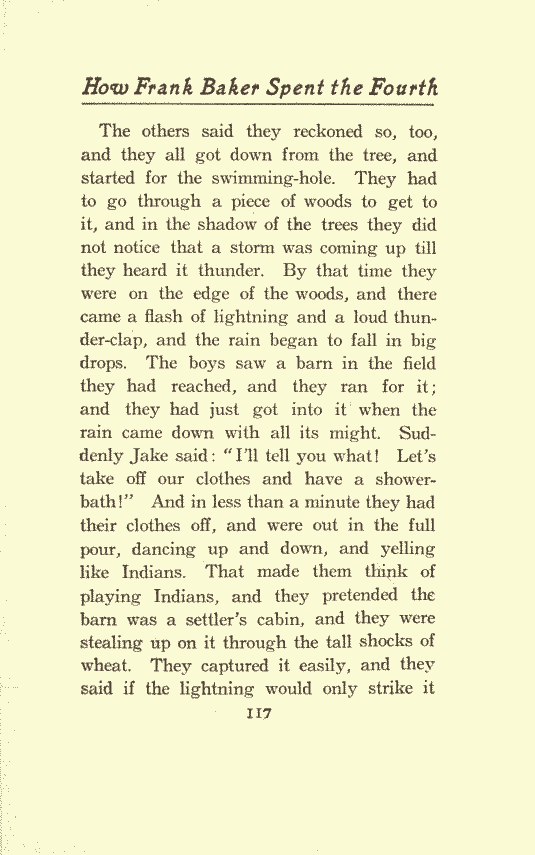 How Frank Baker Spent the Fourth
The others said they reckoned so, too,
and they all got down from the tree, and
started for the swimming-hole. They had
to go through a piece of woods to get to
it, and in the shadow of the trees they did
not notice that a storm was coming up till
they heard it thunder. By that time they
were on the edge of the woods, and there
came a flash of lightning and a loud thun-
der-clap, and the rain began to fall in big
drops. The boys saw a barn in the field
they had reached, and they ran for it;
and they had just got into it when the
rain came down with all its might. Sud-
denly Jake said: "I'll tell you what! Let's
take off our clothes and have a shower-
bath!" And in less than a minute they had
their clothes off, and were out in the full
pour, dancing up and down, and yelling
like Indians. That made them think of
playing Indians, and they pretended the
barn was a settler's cabin, and they were
stealing up on it through the tall shocks of
wheat. They captured it easily, and they
said if the lightning would only strike it
117